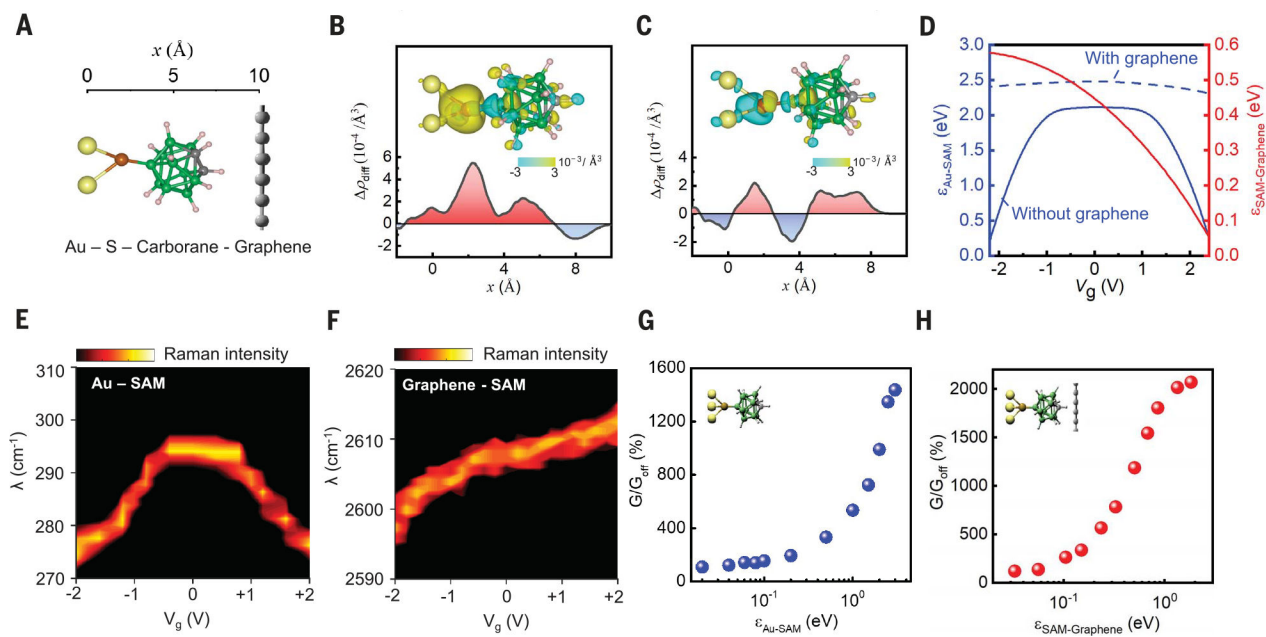 A
x (Å)
0 5 10
Au – S – Carborane - Graphene
B
Δρdiff (10⁻⁴ /Å³)
6
4
2
0
-2
10⁻³/ Å³
-3 3
0 4 8
x (Å)
C
Δρdiff (10⁻⁴ /Å³)
4
2
0
-2
10⁻³/ Å³
-3 3
0 4 8
x (Å)
D
εAu-SAM (eV)
3.0
2.5
2.0
1.5
1.0
0.5
0.0
With graphene
Without graphene
0.6
0.5
0.4
0.3
0.2
0.1
0.0
εSAM-Graphene (eV)
-2 -1 0 1 2
Vg (V)
E
Raman intensity
Au – SAM
λ (cm⁻¹)
310
300
290
280
270
-2 -1 0 +1 +2
Vg (V)
F
Raman intensity
Graphene - SAM
λ (cm⁻¹)
2620
2610
2600
2590
-2 -1 0 +1 +2
Vg (V)
G
G/Goff (%)
1600
1200
800
400
0
10⁻¹ 10⁰
εAu-SAM (eV)
H
G/Goff (%)
2000
1500
1000
500
0
10⁻¹ 10⁰
εSAM-Graphene (eV)